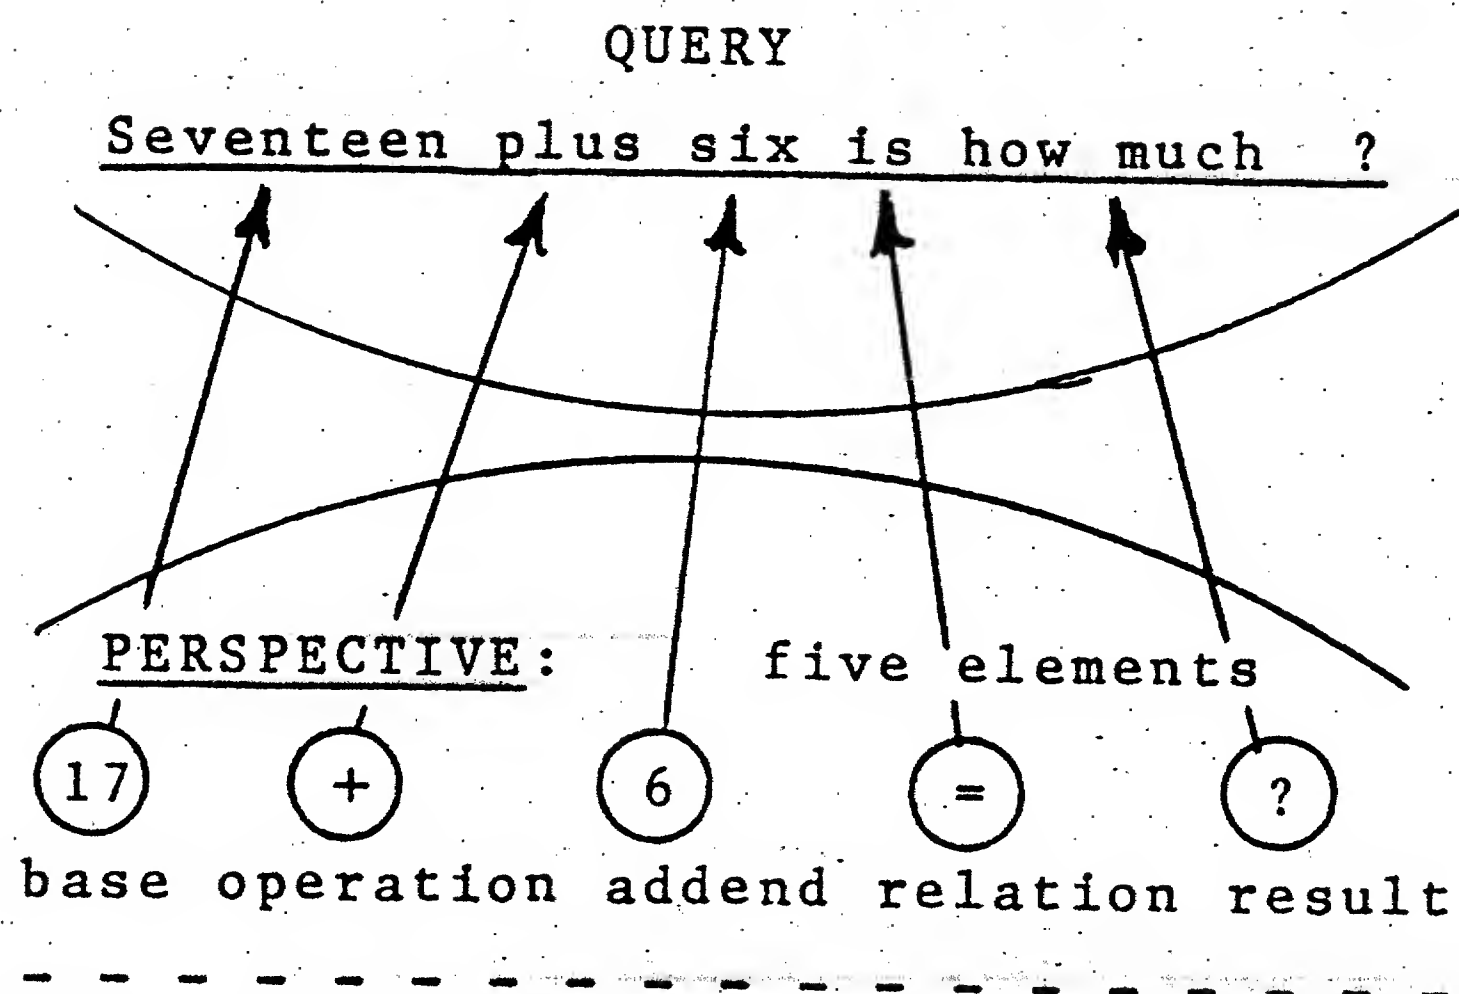 QUERY
Seventeen plus six is how much ?
PERSPECTIVE: five elements
17 + 6 = ?
base operation addend relation result